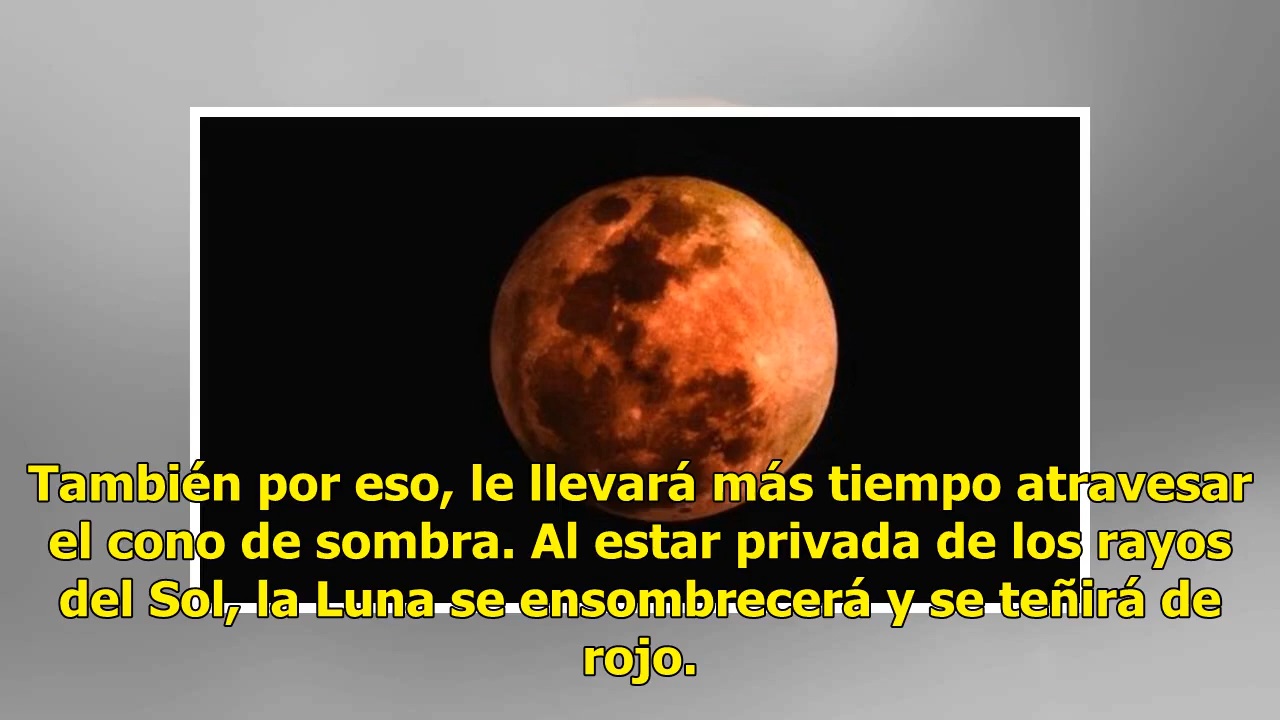 También por eso, le llevará más tiempo atravesar
el cono de sombra. Al estar privada de los rayos
del Sol, la Luna se ensombrecerá y se teñirá de
rojo.